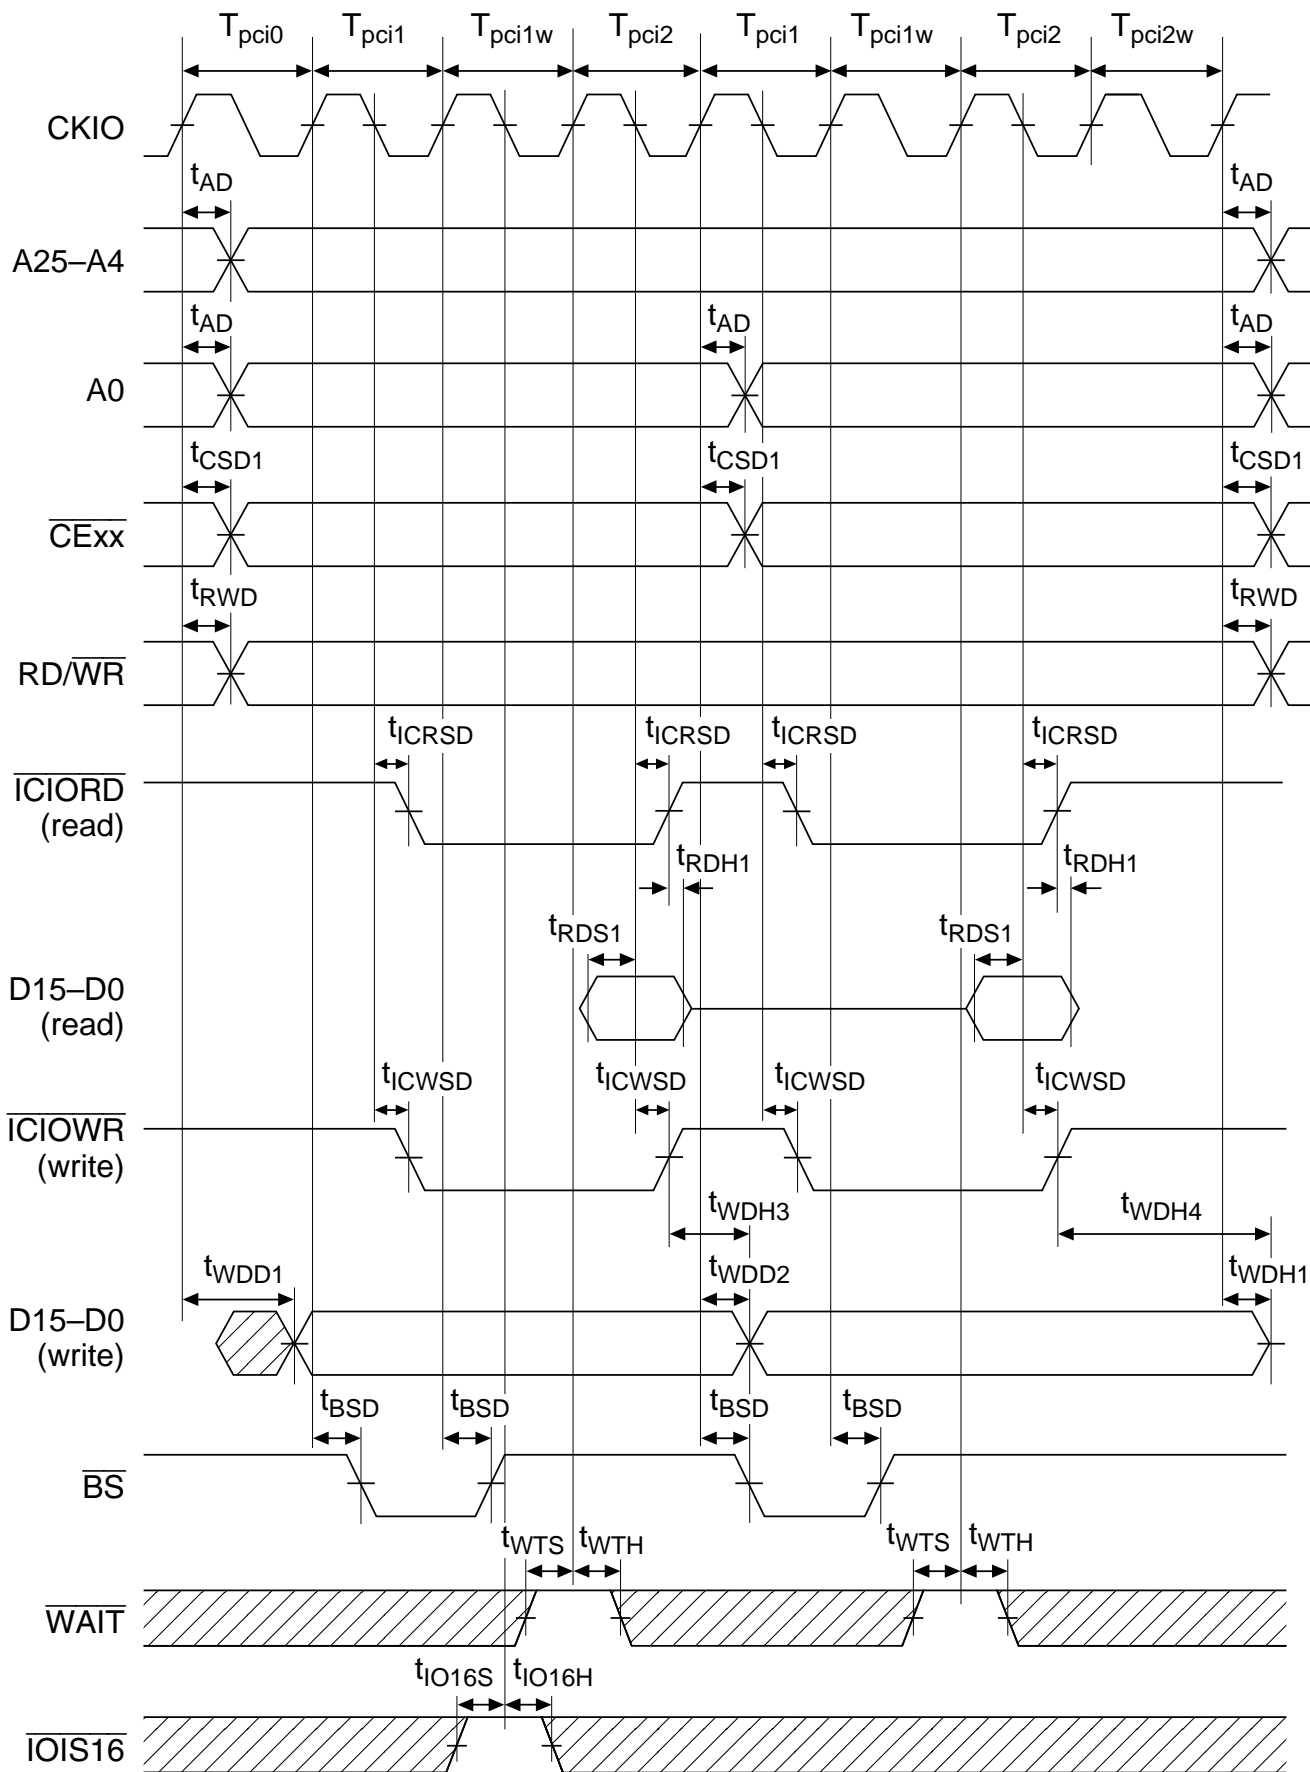 Tpci0 Tpci1 Tpci1w Tpci2 Tpci1 Tpci1w Tpci2 Tpci2w
CKIO
tAD tAD
A25–A4
tAD tAD tAD
A0
tCSD1 tCSD1 tCSD1
CExx
tRWD tRWD
RD/WR
tICRSD tICRSD tICRSD tICRSD
ICIORD
(read)
tRDH1 tRDH1
tRDS1 tRDS1
D15–D0
(read)
tICWSD tICWSD tICWSD tICWSD
ICIOWR
(write)
tWDH3 tWDH4
tWDD1 tWDD2 tWDH1
D15–D0
(write)
tBSD tBSD tBSD tBSD
BS
tWTS tWTH tWTS tWTH
WAIT
tIO16S tIO16H
IOIS16